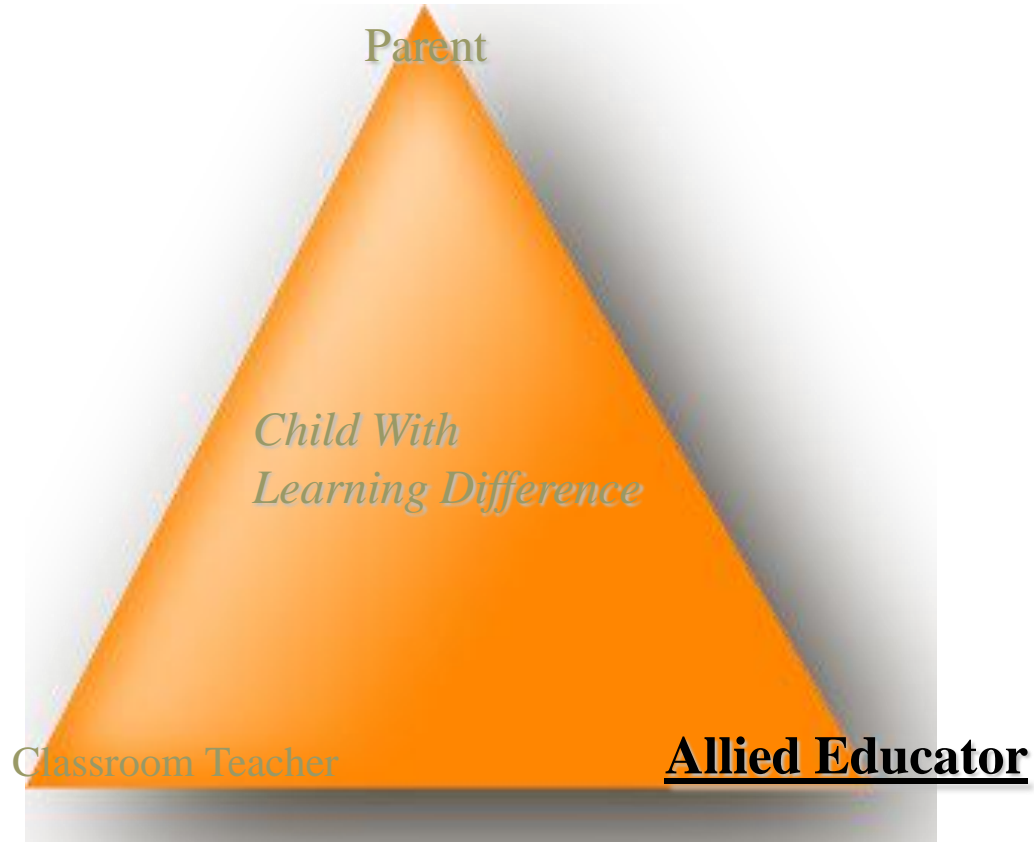 Parent
Child With
Learning Difference
Classroom Teacher
Allied Educator